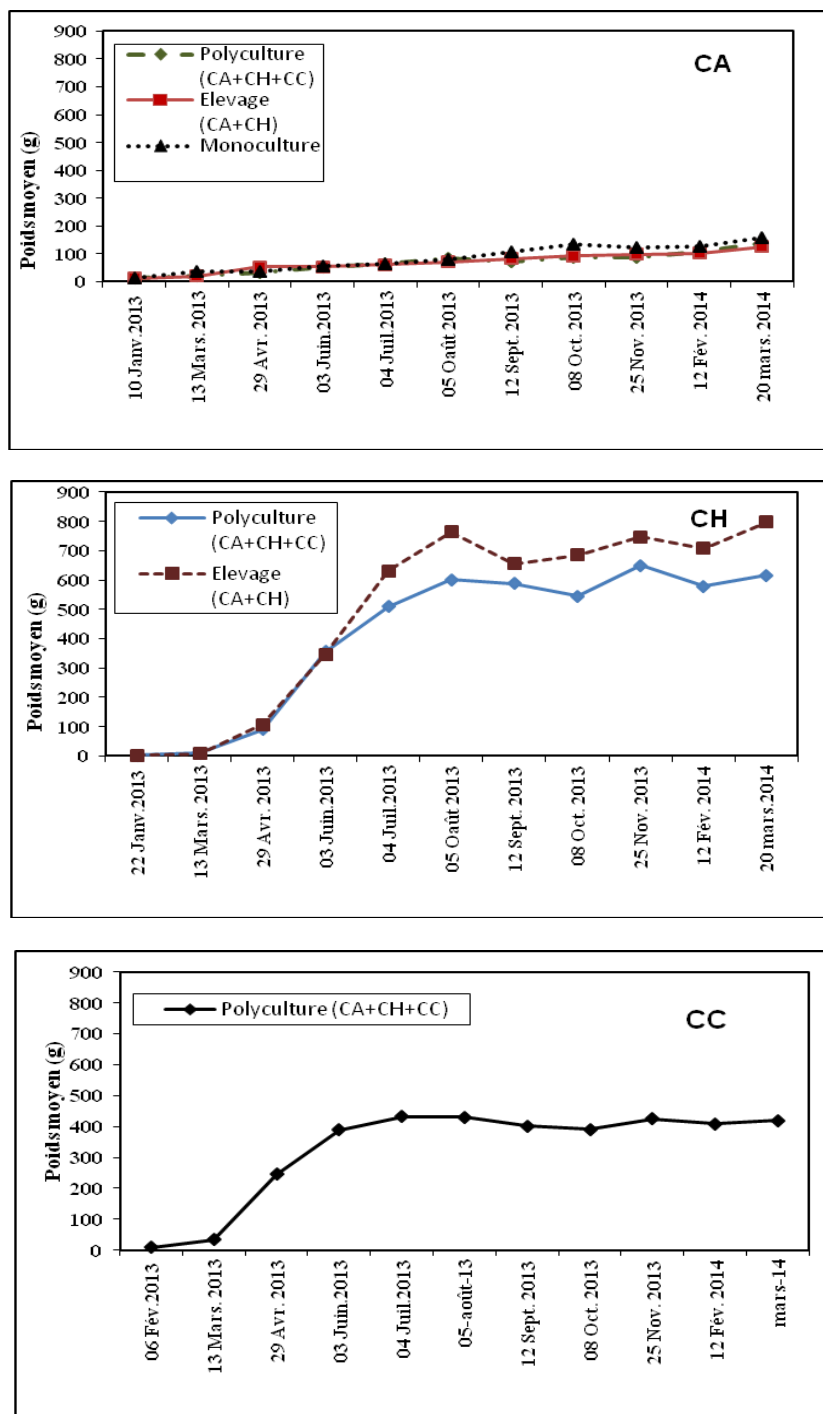 900
800
700
600
500
400
300
200
100
0
Poidsmoyen (g)
Polyculture
(CA+CH+CC)
Elevage
(CA+CH)
Monoculture
CA
10 Janv.2013
13 Mars. 2013
29 Avr. 2013
03 Juin.2013
04 Juil.2013
05 Oaût 2013
12 Sept. 2013
08 Oct. 2013
25 Nov. 2013
12 Fév. 2014
20 mars. 2014
900
800
700
600
500
400
300
200
100
0
Poidsmoyen (g)
Polyculture
(CA+CH+CC)
Elevage
(CA+CH)
CH
22 Janv.2013
13 Mars. 2013
29 Avr. 2013
03 Juin.2013
04 Juil.2013
05 Oaût 2013
12 Sept. 2013
08 Oct. 2013
25 Nov. 2013
12 Fév. 2014
20 mars.2014
900
800
700
600
500
400
300
200
100
0
Poidsmoyen (g)
Polyculture (CA+CH+CC)
CC
06 Fév.2013
13 Mars. 2013
29 Avr. 2013
03 Juin.2013
04 Juil.2013
05-août-13
12 Sept. 2013
08 Oct. 2013
25 Nov. 2013
12 Fév. 2014
mars-14